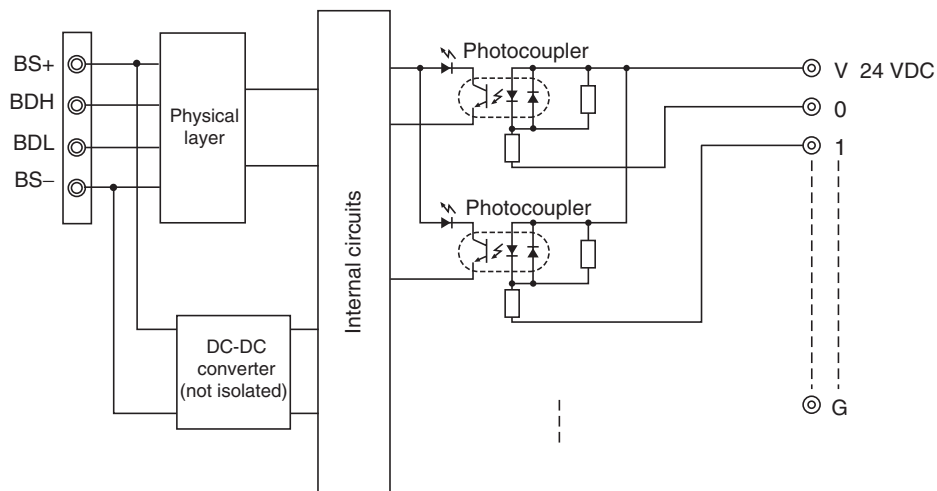 BS+
BDH
BDL
BS−
Physical
layer
DC-DC
converter
(not isolated)
Internal circuits
Photocoupler
Photocoupler
V 24 VDC
0
1
G